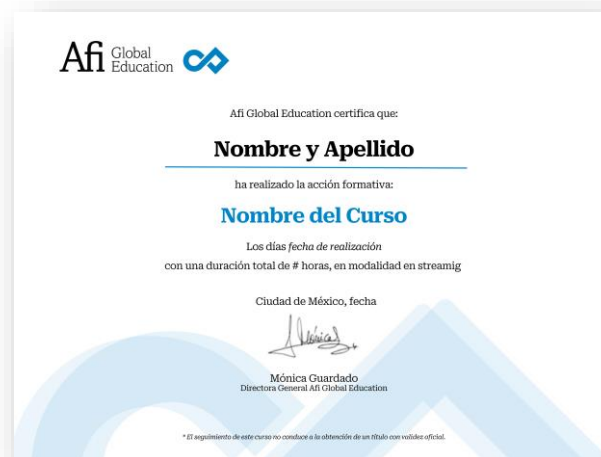 Afi Global
Education
Afi Global Education certifica que:
Nombre y Apellido
ha realizado la acción formativa:
Nombre del Curso
Los días fecha de realización
con una duración total de # horas, en modalidad en streamig
Ciudad de México, fecha
Mónica
Mónica Guardado
Directora General Afi Global Education
* El seguimiento de este curso no conduce a la obtención de un título con validez oficial.